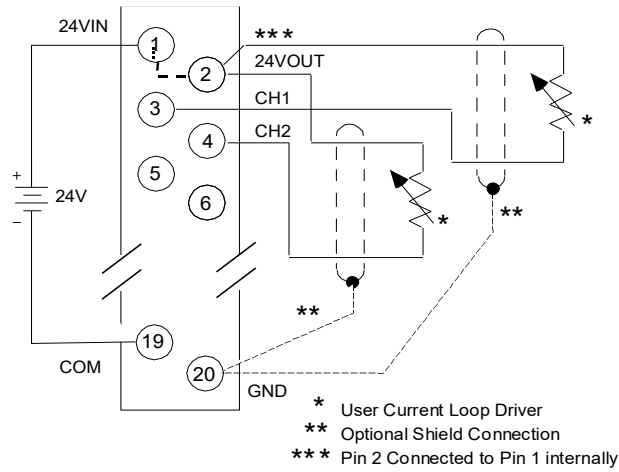 24VIN
***
1
24VOUT
2
CH1
3
*
CH2
4
5
+
24V
6
*
**
−
**
19
COM
20
GND
* User Current Loop Driver
** Optional Shield Connection
*** Pin 2 Connected to Pin 1 internally